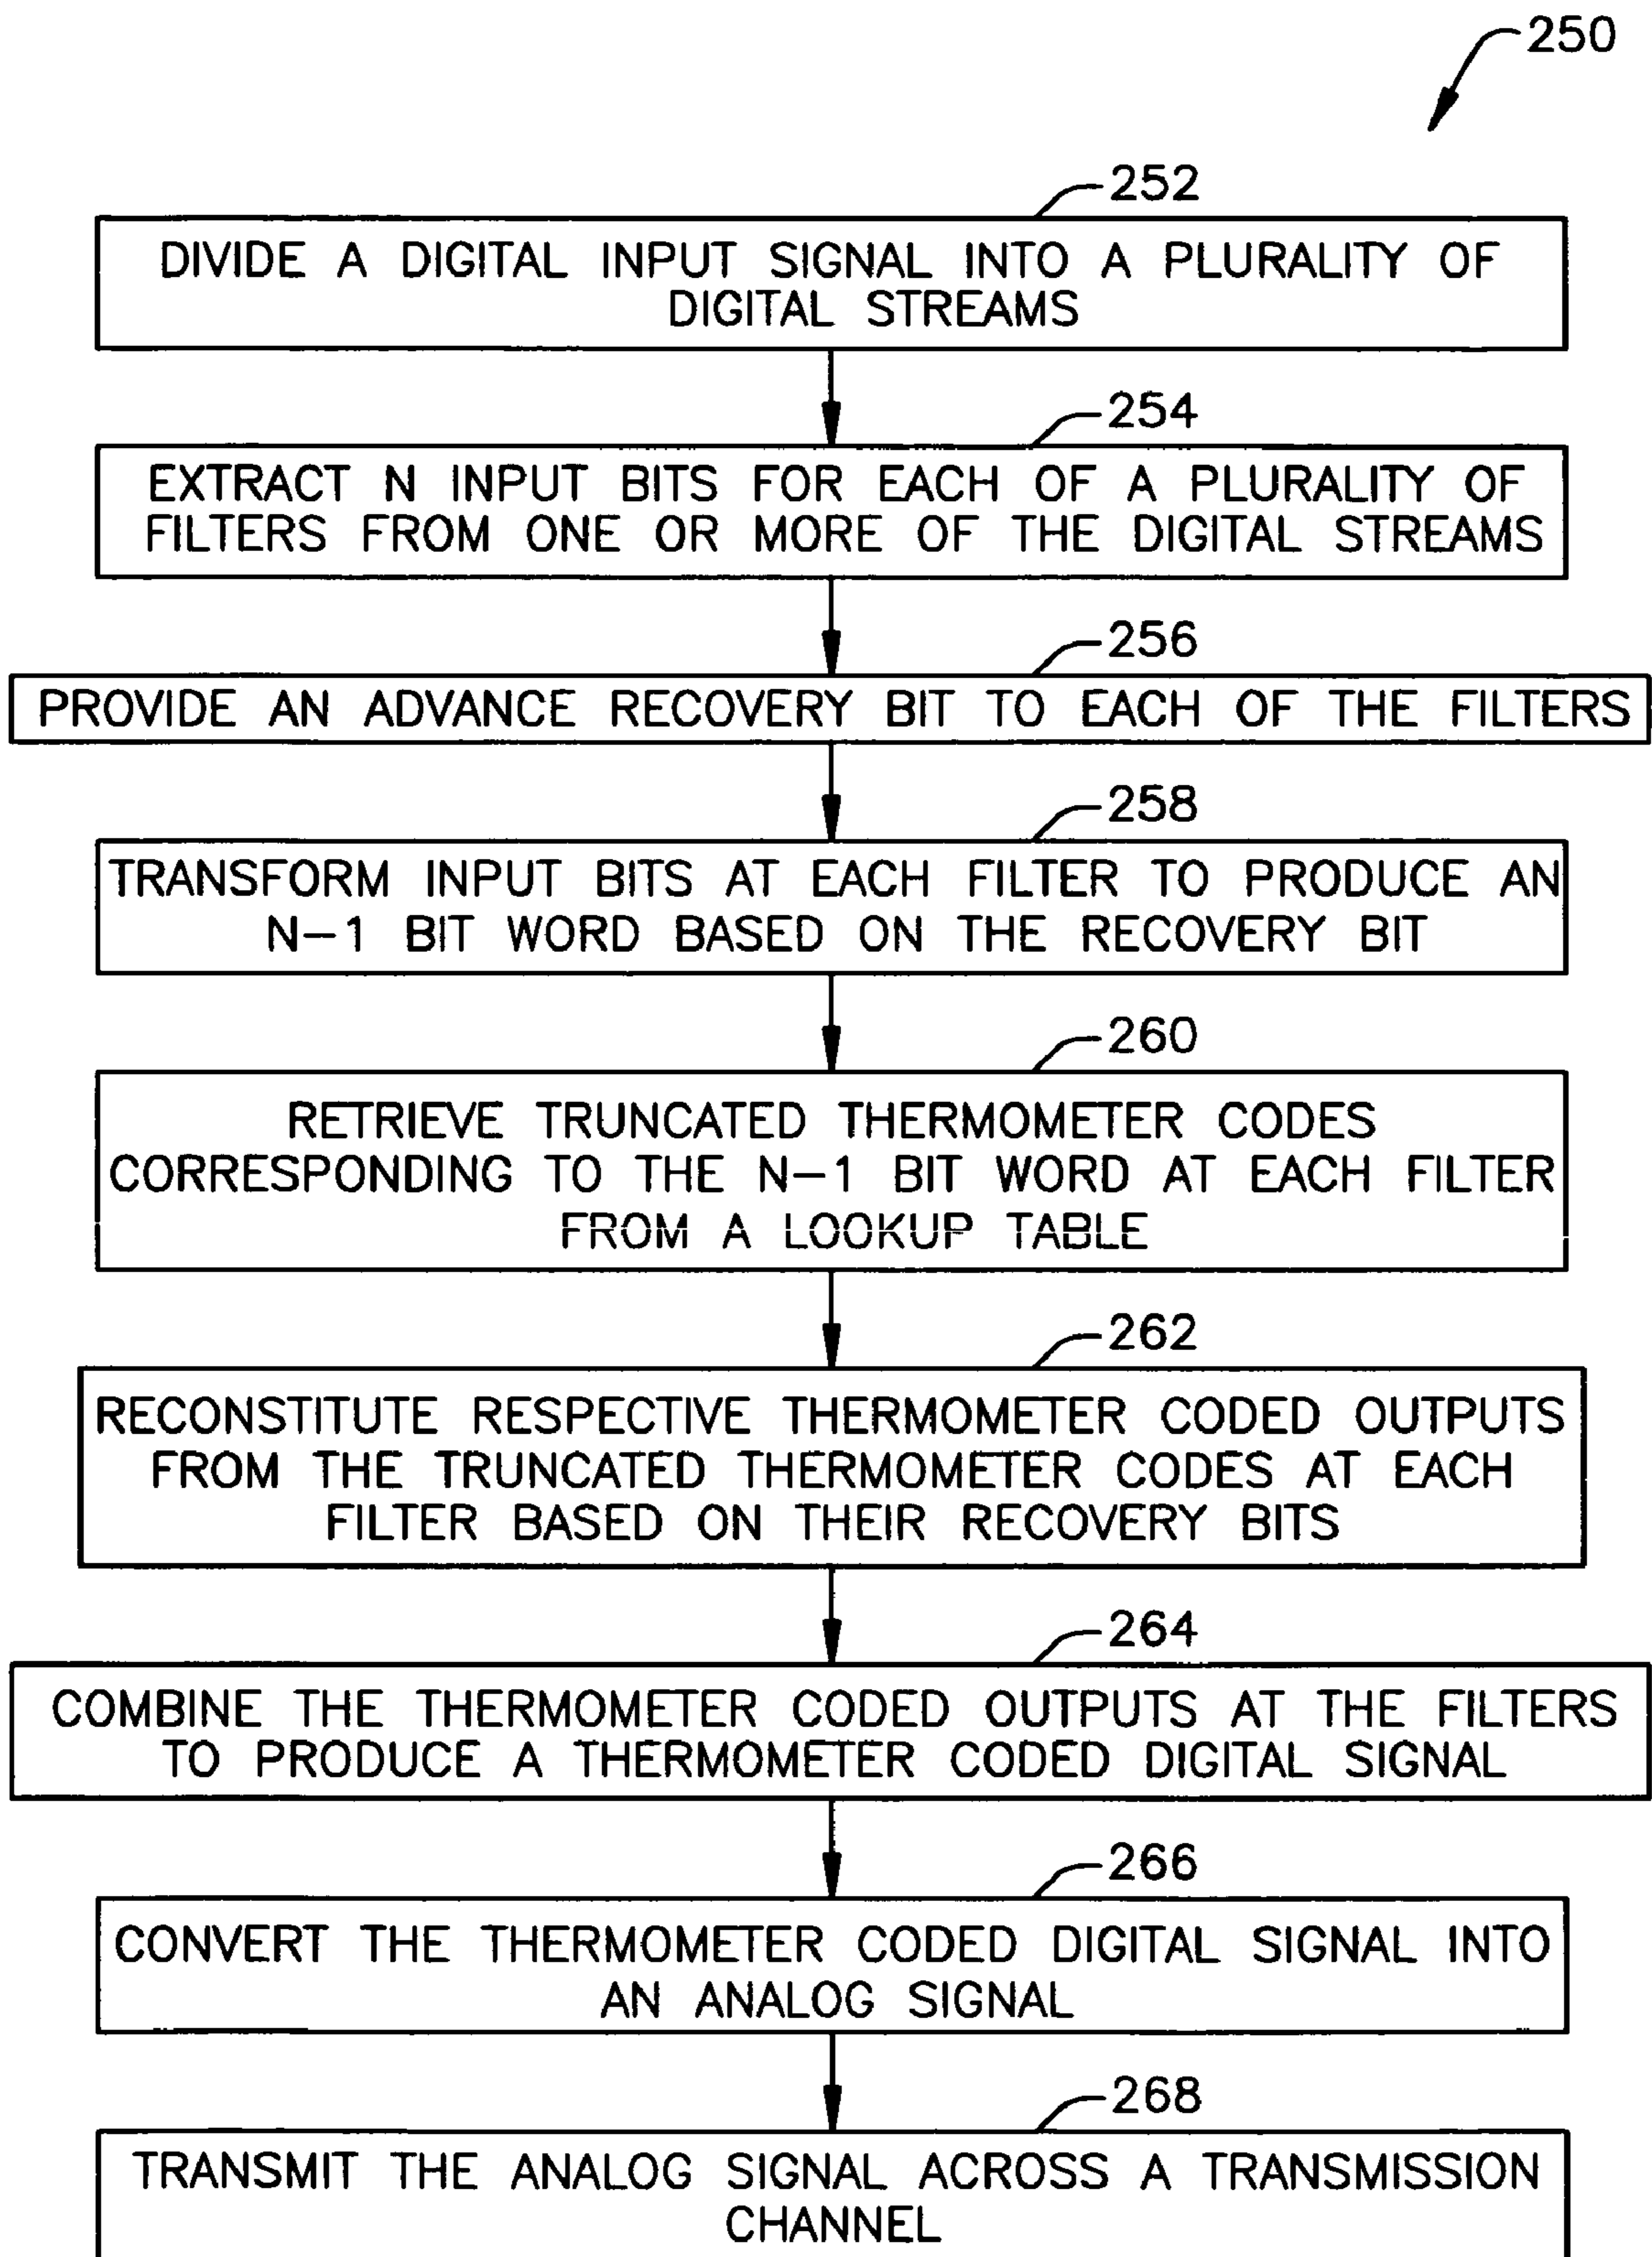 250
252
DIVIDE A DIGITAL INPUT SIGNAL INTO A PLURALITY OF
DIGITAL STREAMS
254
EXTRACT N INPUT BITS FOR EACH OF A PLURALITY OF
FILTERS FROM ONE OR MORE OF THE DIGITAL STREAMS
256
PROVIDE AN ADVANCE RECOVERY BIT TO EACH OF THE FILTERS
258
TRANSFORM INPUT BITS AT EACH FILTER TO PRODUCE AN
N-1 BIT WORD BASED ON THE RECOVERY BIT
260
RETRIEVE TRUNCATED THERMOMETER CODES
CORRESPONDING TO THE N-1 BIT WORD AT EACH FILTER
FROM A LOOKUP TABLE
262
RECONSTITUTE RESPECTIVE THERMOMETER CODED OUTPUTS
FROM THE TRUNCATED THERMOMETER CODES AT EACH
FILTER BASED ON THEIR RECOVERY BITS
264
COMBINE THE THERMOMETER CODED OUTPUTS AT THE FILTERS
TO PRODUCE A THERMOMETER CODED DIGITAL SIGNAL
266
CONVERT THE THERMOMETER CODED DIGITAL SIGNAL INTO
AN ANALOG SIGNAL
268
TRANSMIT THE ANALOG SIGNAL ACROSS A TRANSMISSION
CHANNEL